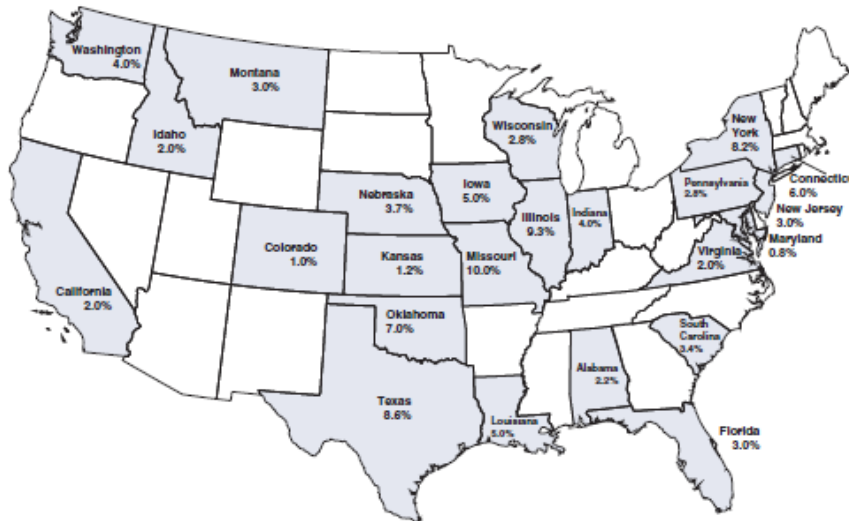 Washington
4.0%
Montana
3.0%
Idaho
2.0%
Wisconsin
2.8%
New
York
8.2%
Connectic
6.0%
Pennsylvania
2.8%
New Jersey
3.0%
Maryland
0.8%
Nebraska
3.7%
Iowa
5.0%
Illinois
9.3%
Indiana
4.0%
Colorado
1.0%
Kansas
1.2%
Missouri
10.0%
Virginia
2.0%
California
2.0%
Oklahoma
7.0%
South
Carolina
3.4%
Alabama
2.2%
Texas
8.6%
Louisiana
5.0%
Florida
3.0%